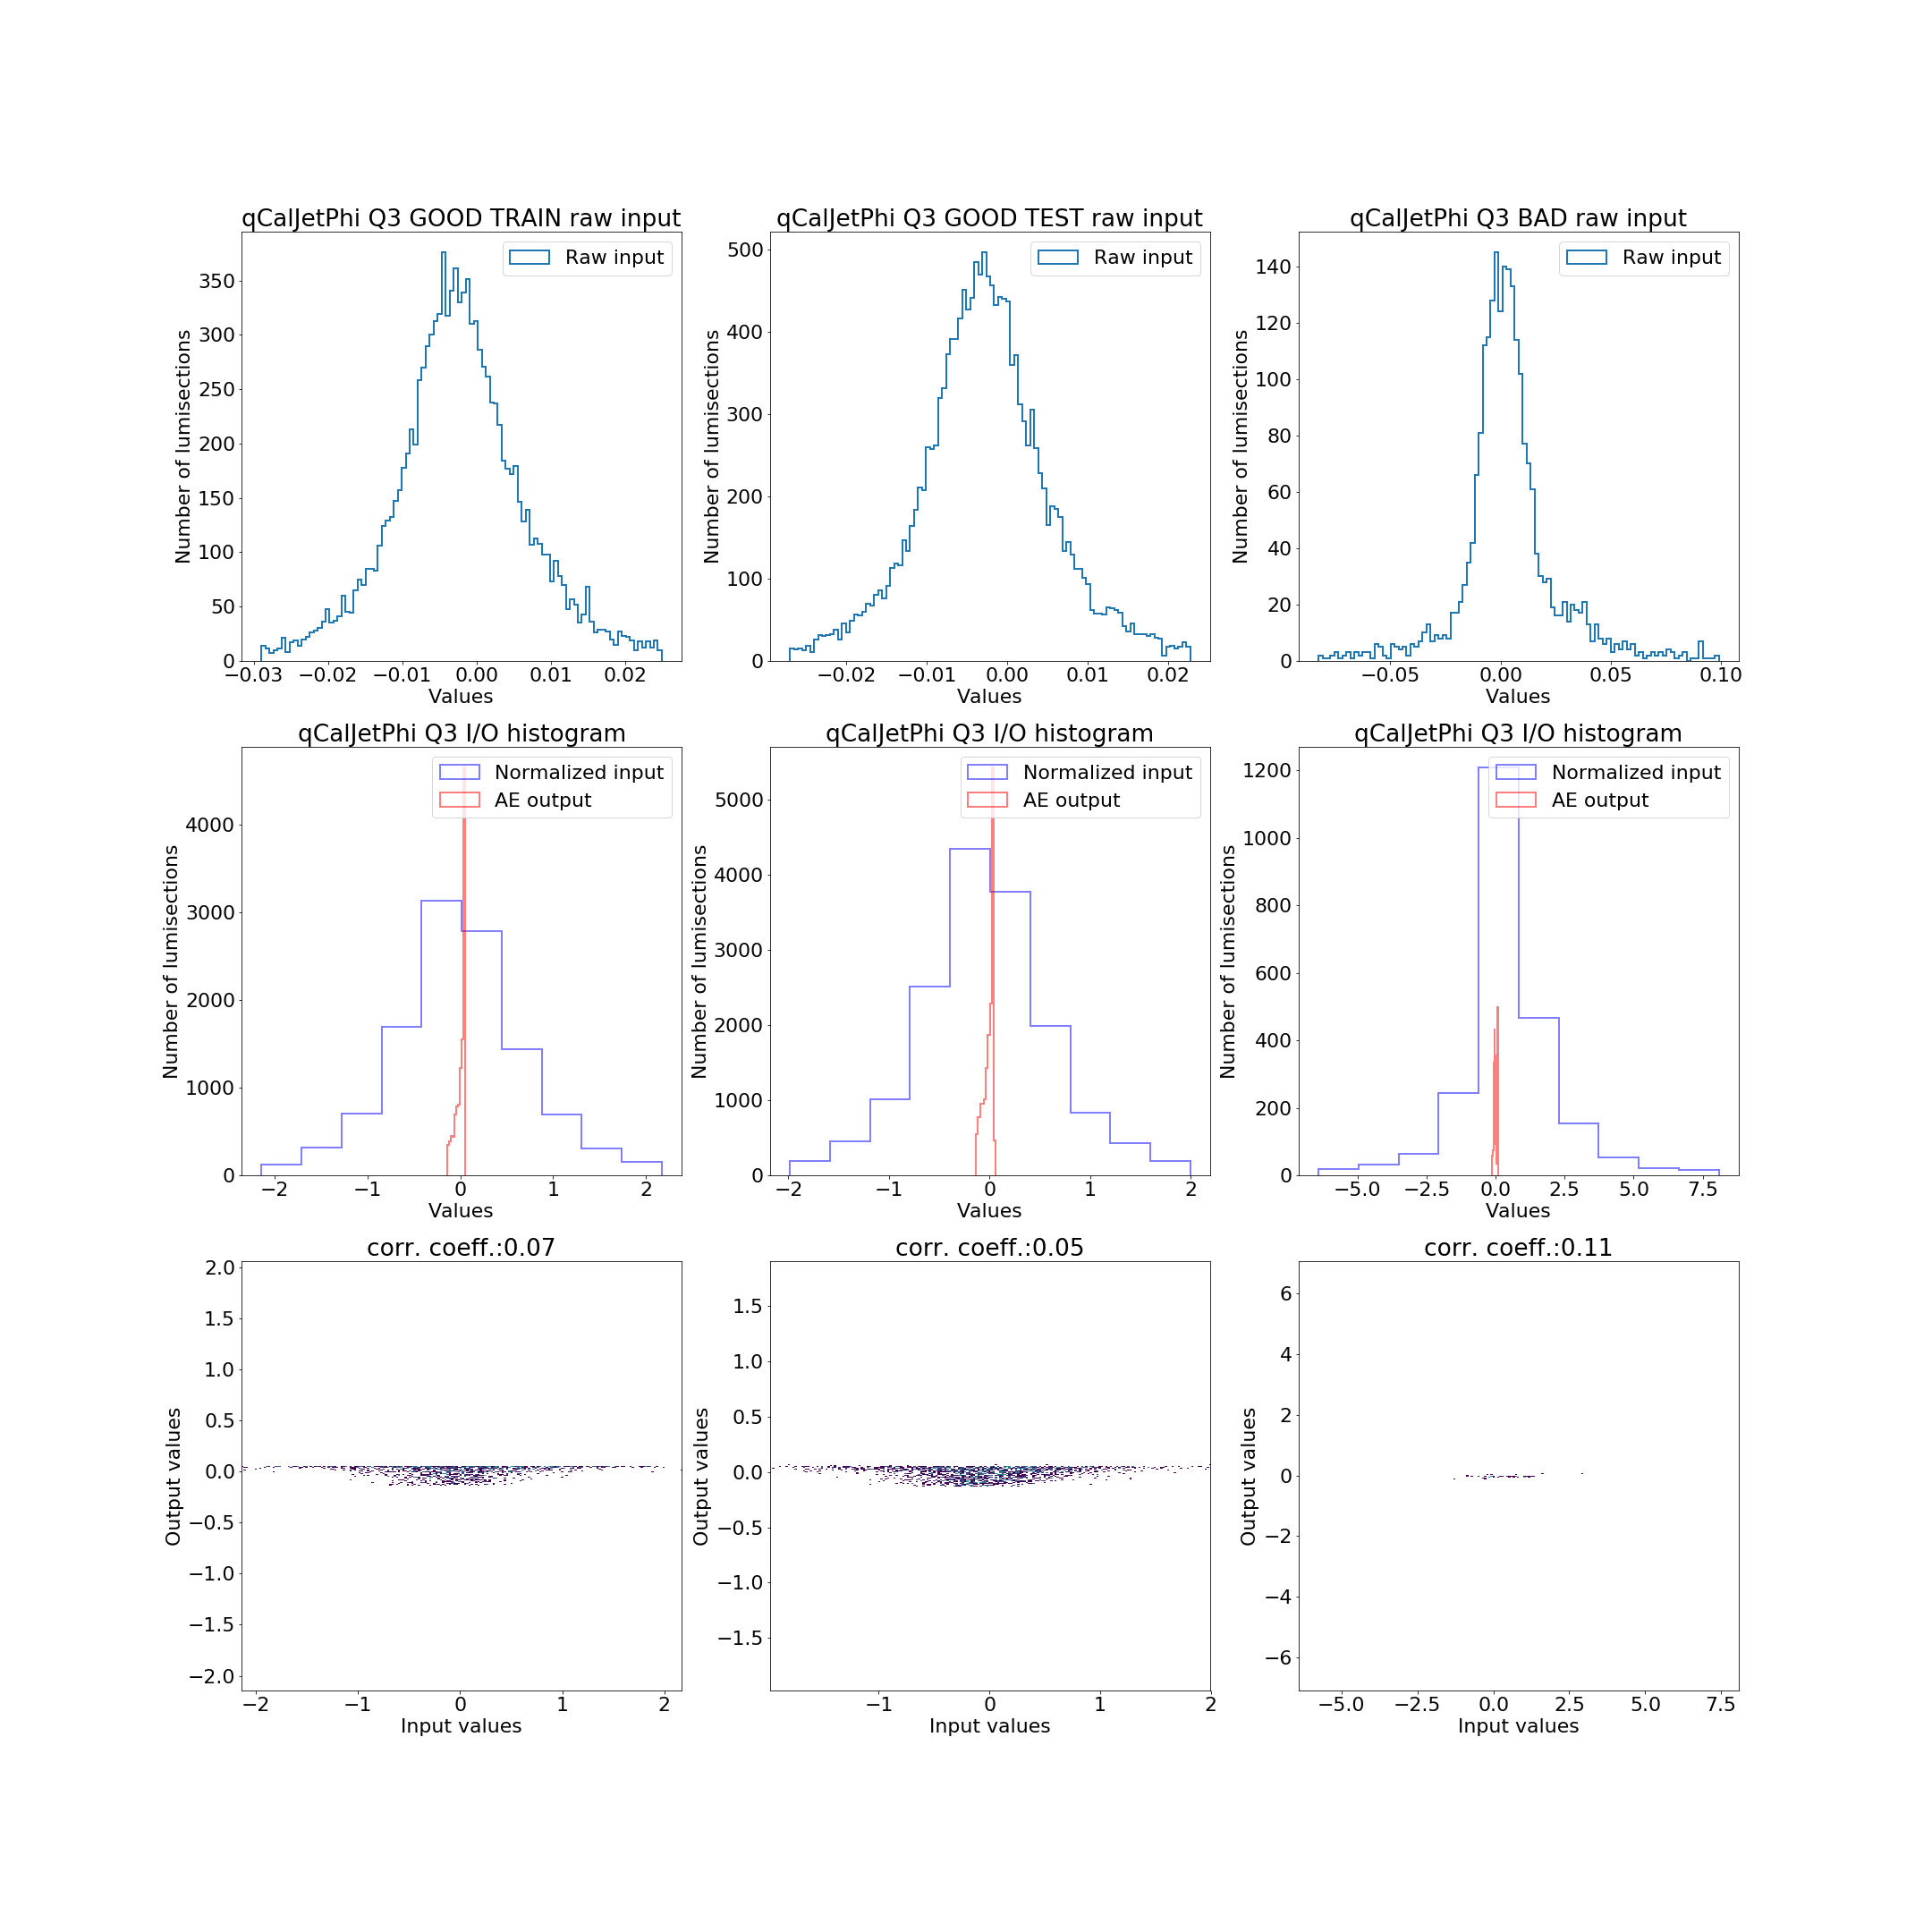 qCalJetPhi Q3 GOOD TRAIN raw input
Raw input
Number of lumisections
0
50
100
150
200
250
300
350
−0.03 −0.02 −0.01 0.00 0.01 0.02
Values
qCalJetPhi Q3 GOOD TEST raw input
Raw input
Number of lumisections
0
100
200
300
400
500
−0.02 −0.01 0.00 0.01 0.02
Values
qCalJetPhi Q3 BAD raw input
Raw input
Number of lumisections
0
20
40
60
80
100
120
140
−0.05 0.00 0.05 0.10
Values
qCalJetPhi Q3 I/O histogram
Normalized input
AE output
Number of lumisections
0
1000
2000
3000
4000
−2 −1 0 1 2
Values
qCalJetPhi Q3 I/O histogram
Normalized input
AE output
Number of lumisections
0
1000
2000
3000
4000
5000
−2 −1 0 1 2
Values
qCalJetPhi Q3 I/O histogram
Normalized input
AE output
Number of lumisections
0
200
400
600
800
1000
1200
−5.0 −2.5 0.0 2.5 5.0 7.5
Values
corr. coeff.:0.07
Output values
2.0
1.5
1.0
0.5
0.0
−0.5
−1.0
−1.5
−2.0
−2 −1 0 1 2
Input values
corr. coeff.:0.05
Output values
1.5
1.0
0.5
0.0
−0.5
−1.0
−1.5
−1 0 1 2
Input values
corr. coeff.:0.11
Output values
6
4
2
0
−2
−4
−6
−5.0 −2.5 0.0 2.5 5.0 7.5
Input values